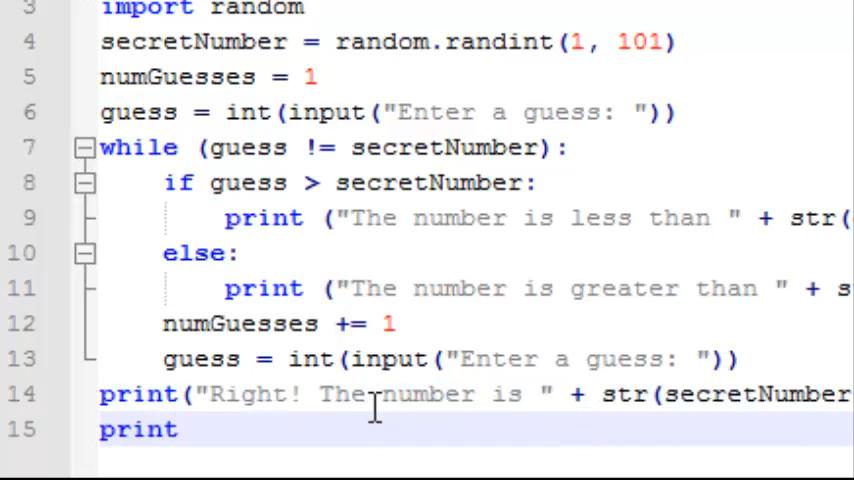 3 import random
4 secretNumber = random.randint(1, 101)
5 numGuesses = 1
6 guess = int(input("Enter a guess: "))
7 while (guess != secretNumber):
8 if guess > secretNumber:
9 print ("The number is less than " + str(
10 else:
11 print ("The number is greater than " + s
12 numGuesses += 1
13 guess = int(input("Enter a guess: "))
14 print("Right! The number is " + str(secretNumber
15 print